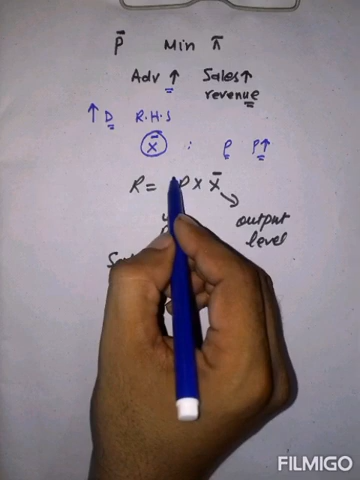 P̄ Min π̄
Adv ↑ Sales↑
revenue
↑ D R.H.S
X̄ : P P↑
R = P x X̄
output
level
FILMIGO